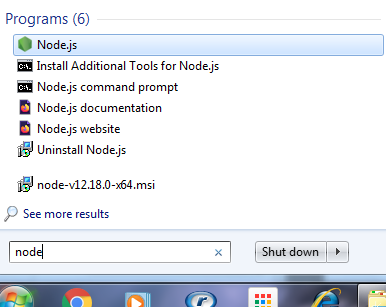 Programs (6)
Node.js
Install Additional Tools for Node.js
Node.js command prompt
Node.js documentation
Node.js website
Uninstall Node.js
node-v12.18.0-x64.msi
See more results
node
Shut down